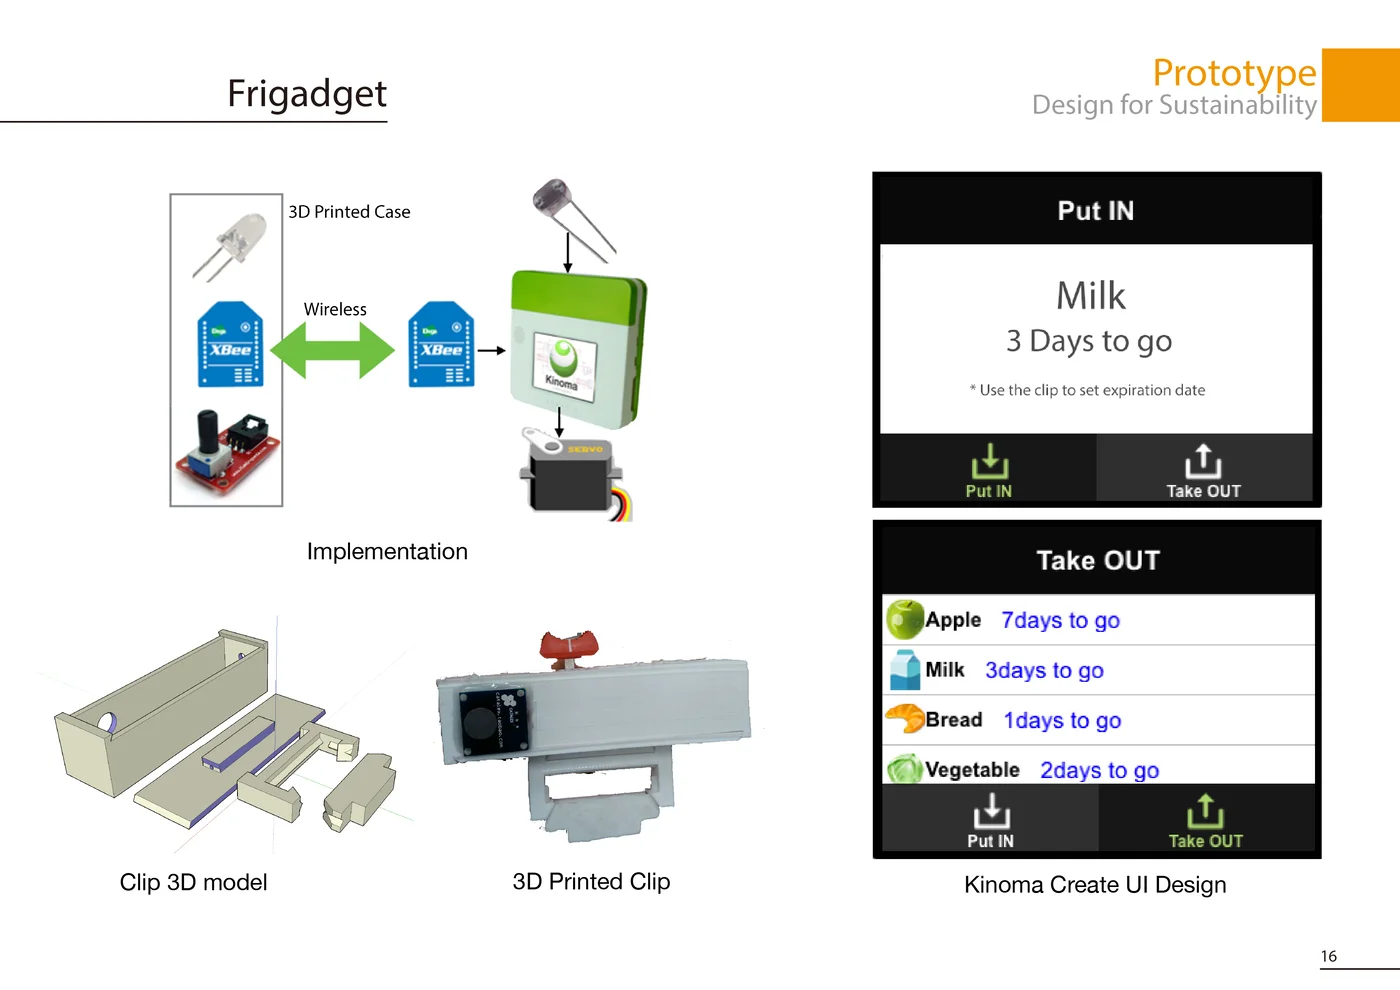 Frigadget
Prototype
Design for Sustainability
3D Printed Case
Wireless
Digi
XBee
Digi
XBee
Kinoma
SERVO
Implementation
Clip 3D model
3D Printed Clip
Put IN
Milk
3 Days to go
* Use the clip to set expiration date
Put IN
Take OUT
Take OUT
Apple 7days to go
Milk 3days to go
Bread 1days to go
Vegetable 2days to go
Put IN
Take OUT
Kinoma Create UI Design
16